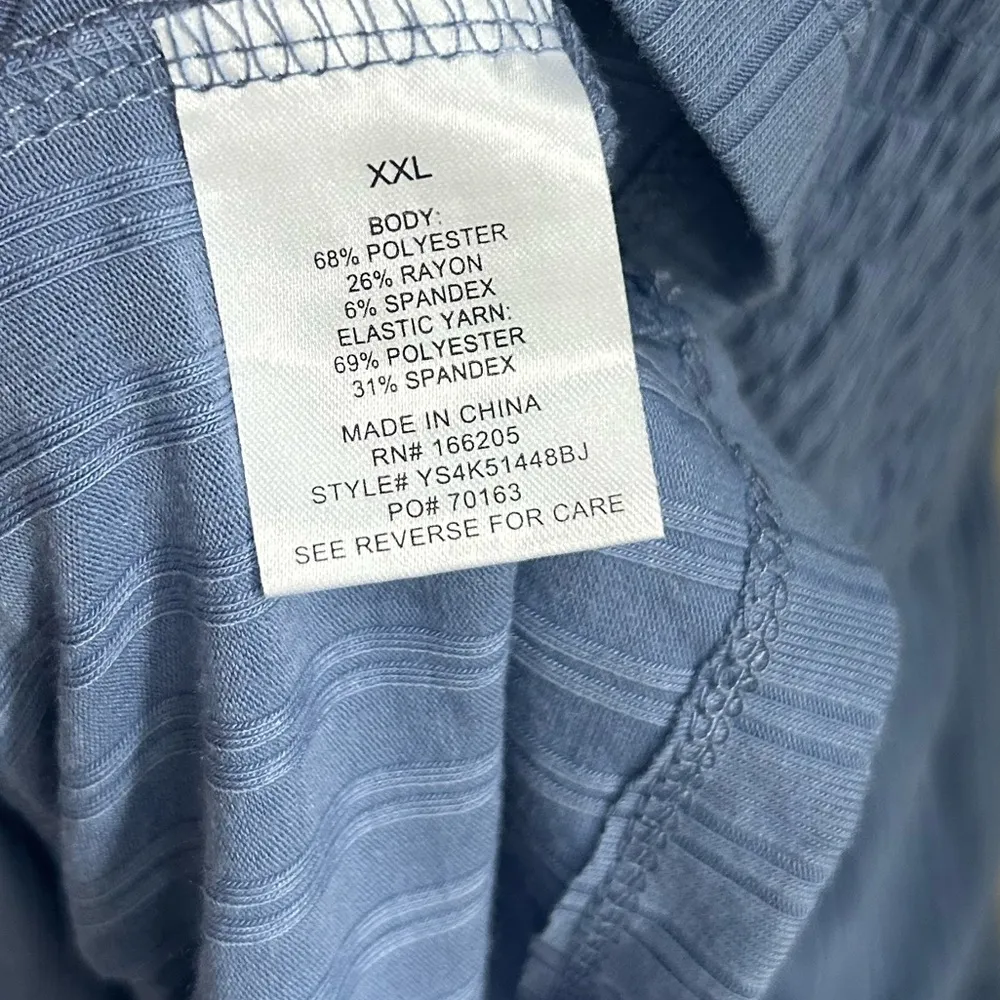 XXL
BODY:
68% POLYESTER
26% RAYON
6% SPANDEX
ELASTIC YARN:
69% POLYESTER
31% SPANDEX
MADE IN CHINA
RN# 166205
STYLE# YS4K51448BJ
PO# 70163
SEE REVERSE FOR CARE